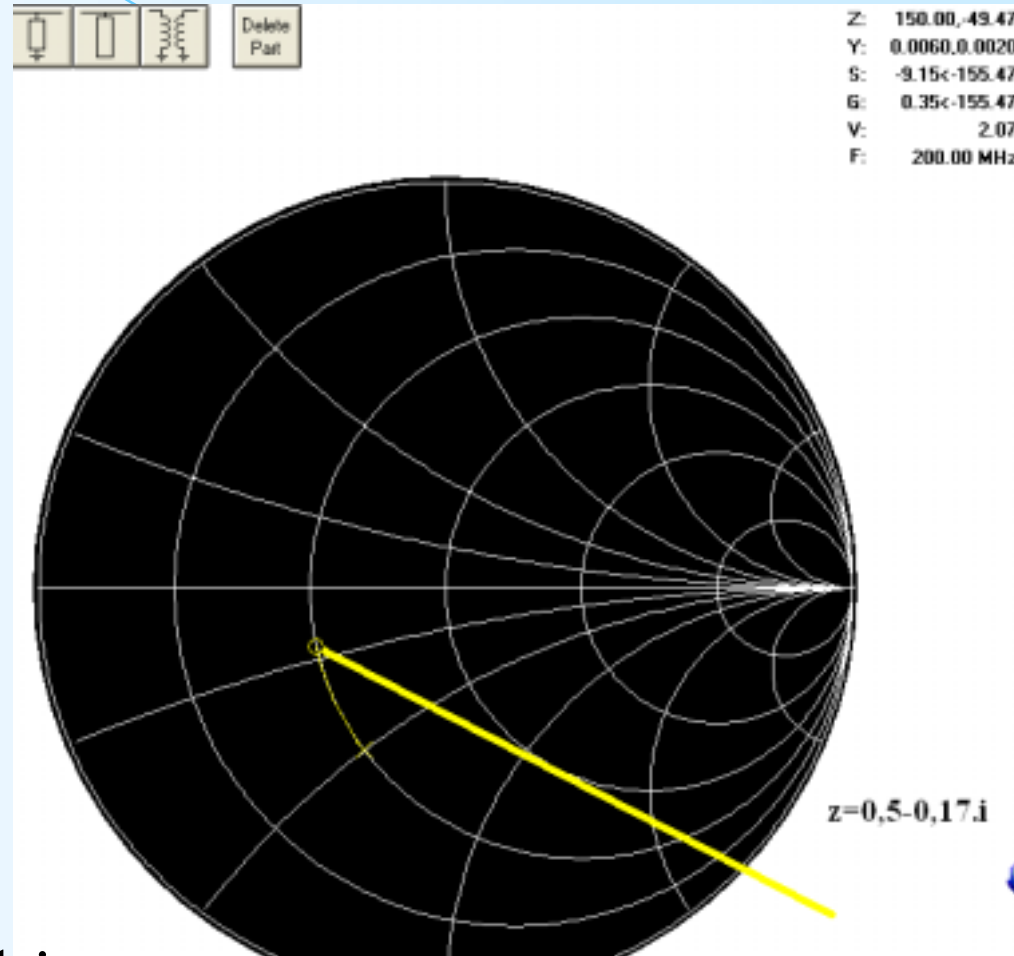 Delete
Part
Z: 150.00,-49.47
Y: 0.0060,0.0020
S: -9.15<-155.47
G: 0.35<-155.47
V: 2.07
F: 200.00 MHz
z=0,5-0,17.i